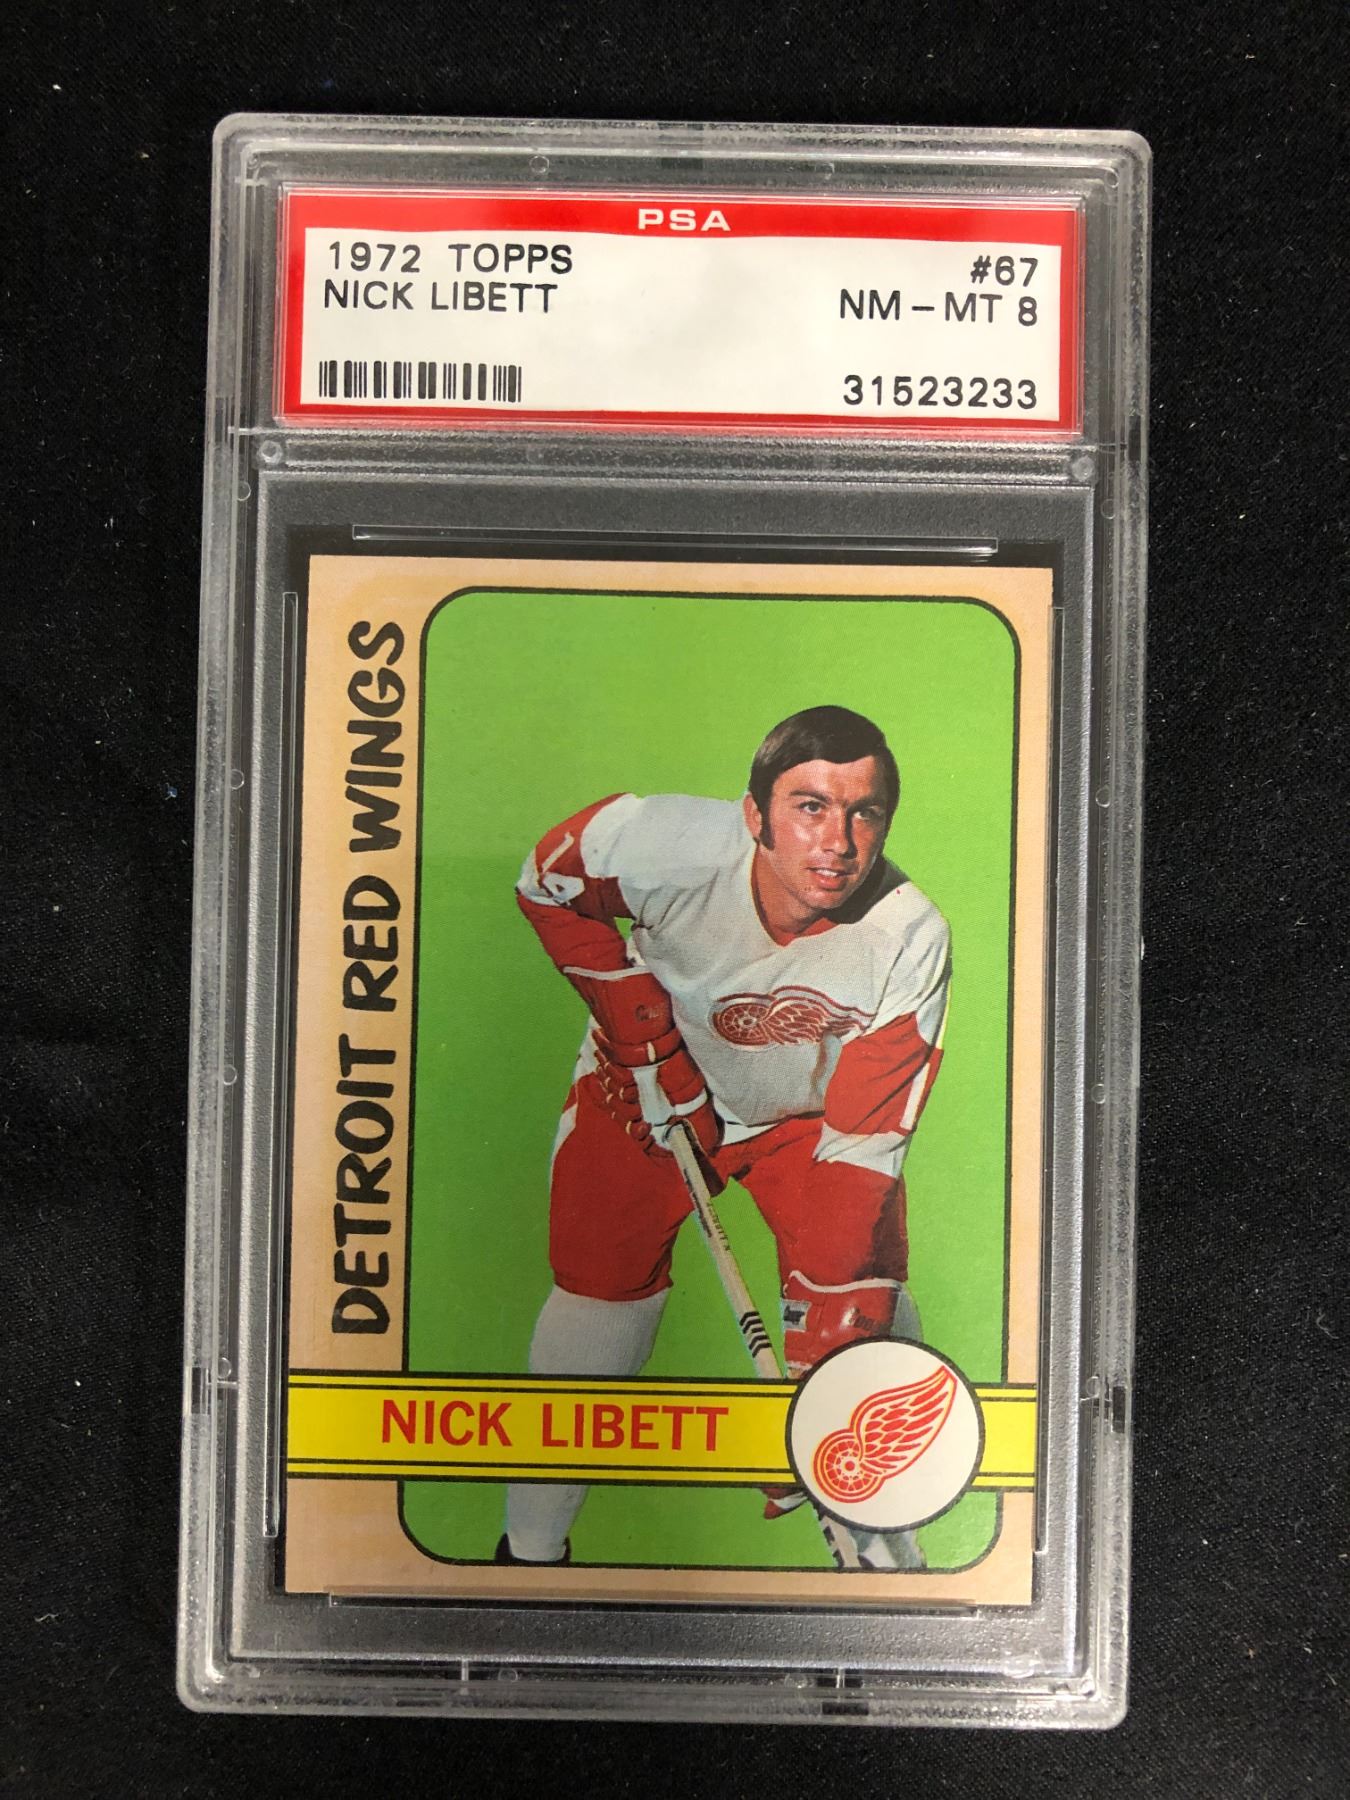 PSA
1972 TOPPS #67
NICK LIBETT NM-MT 8
31523233
DETROIT RED WINGS
NICK LIBETT